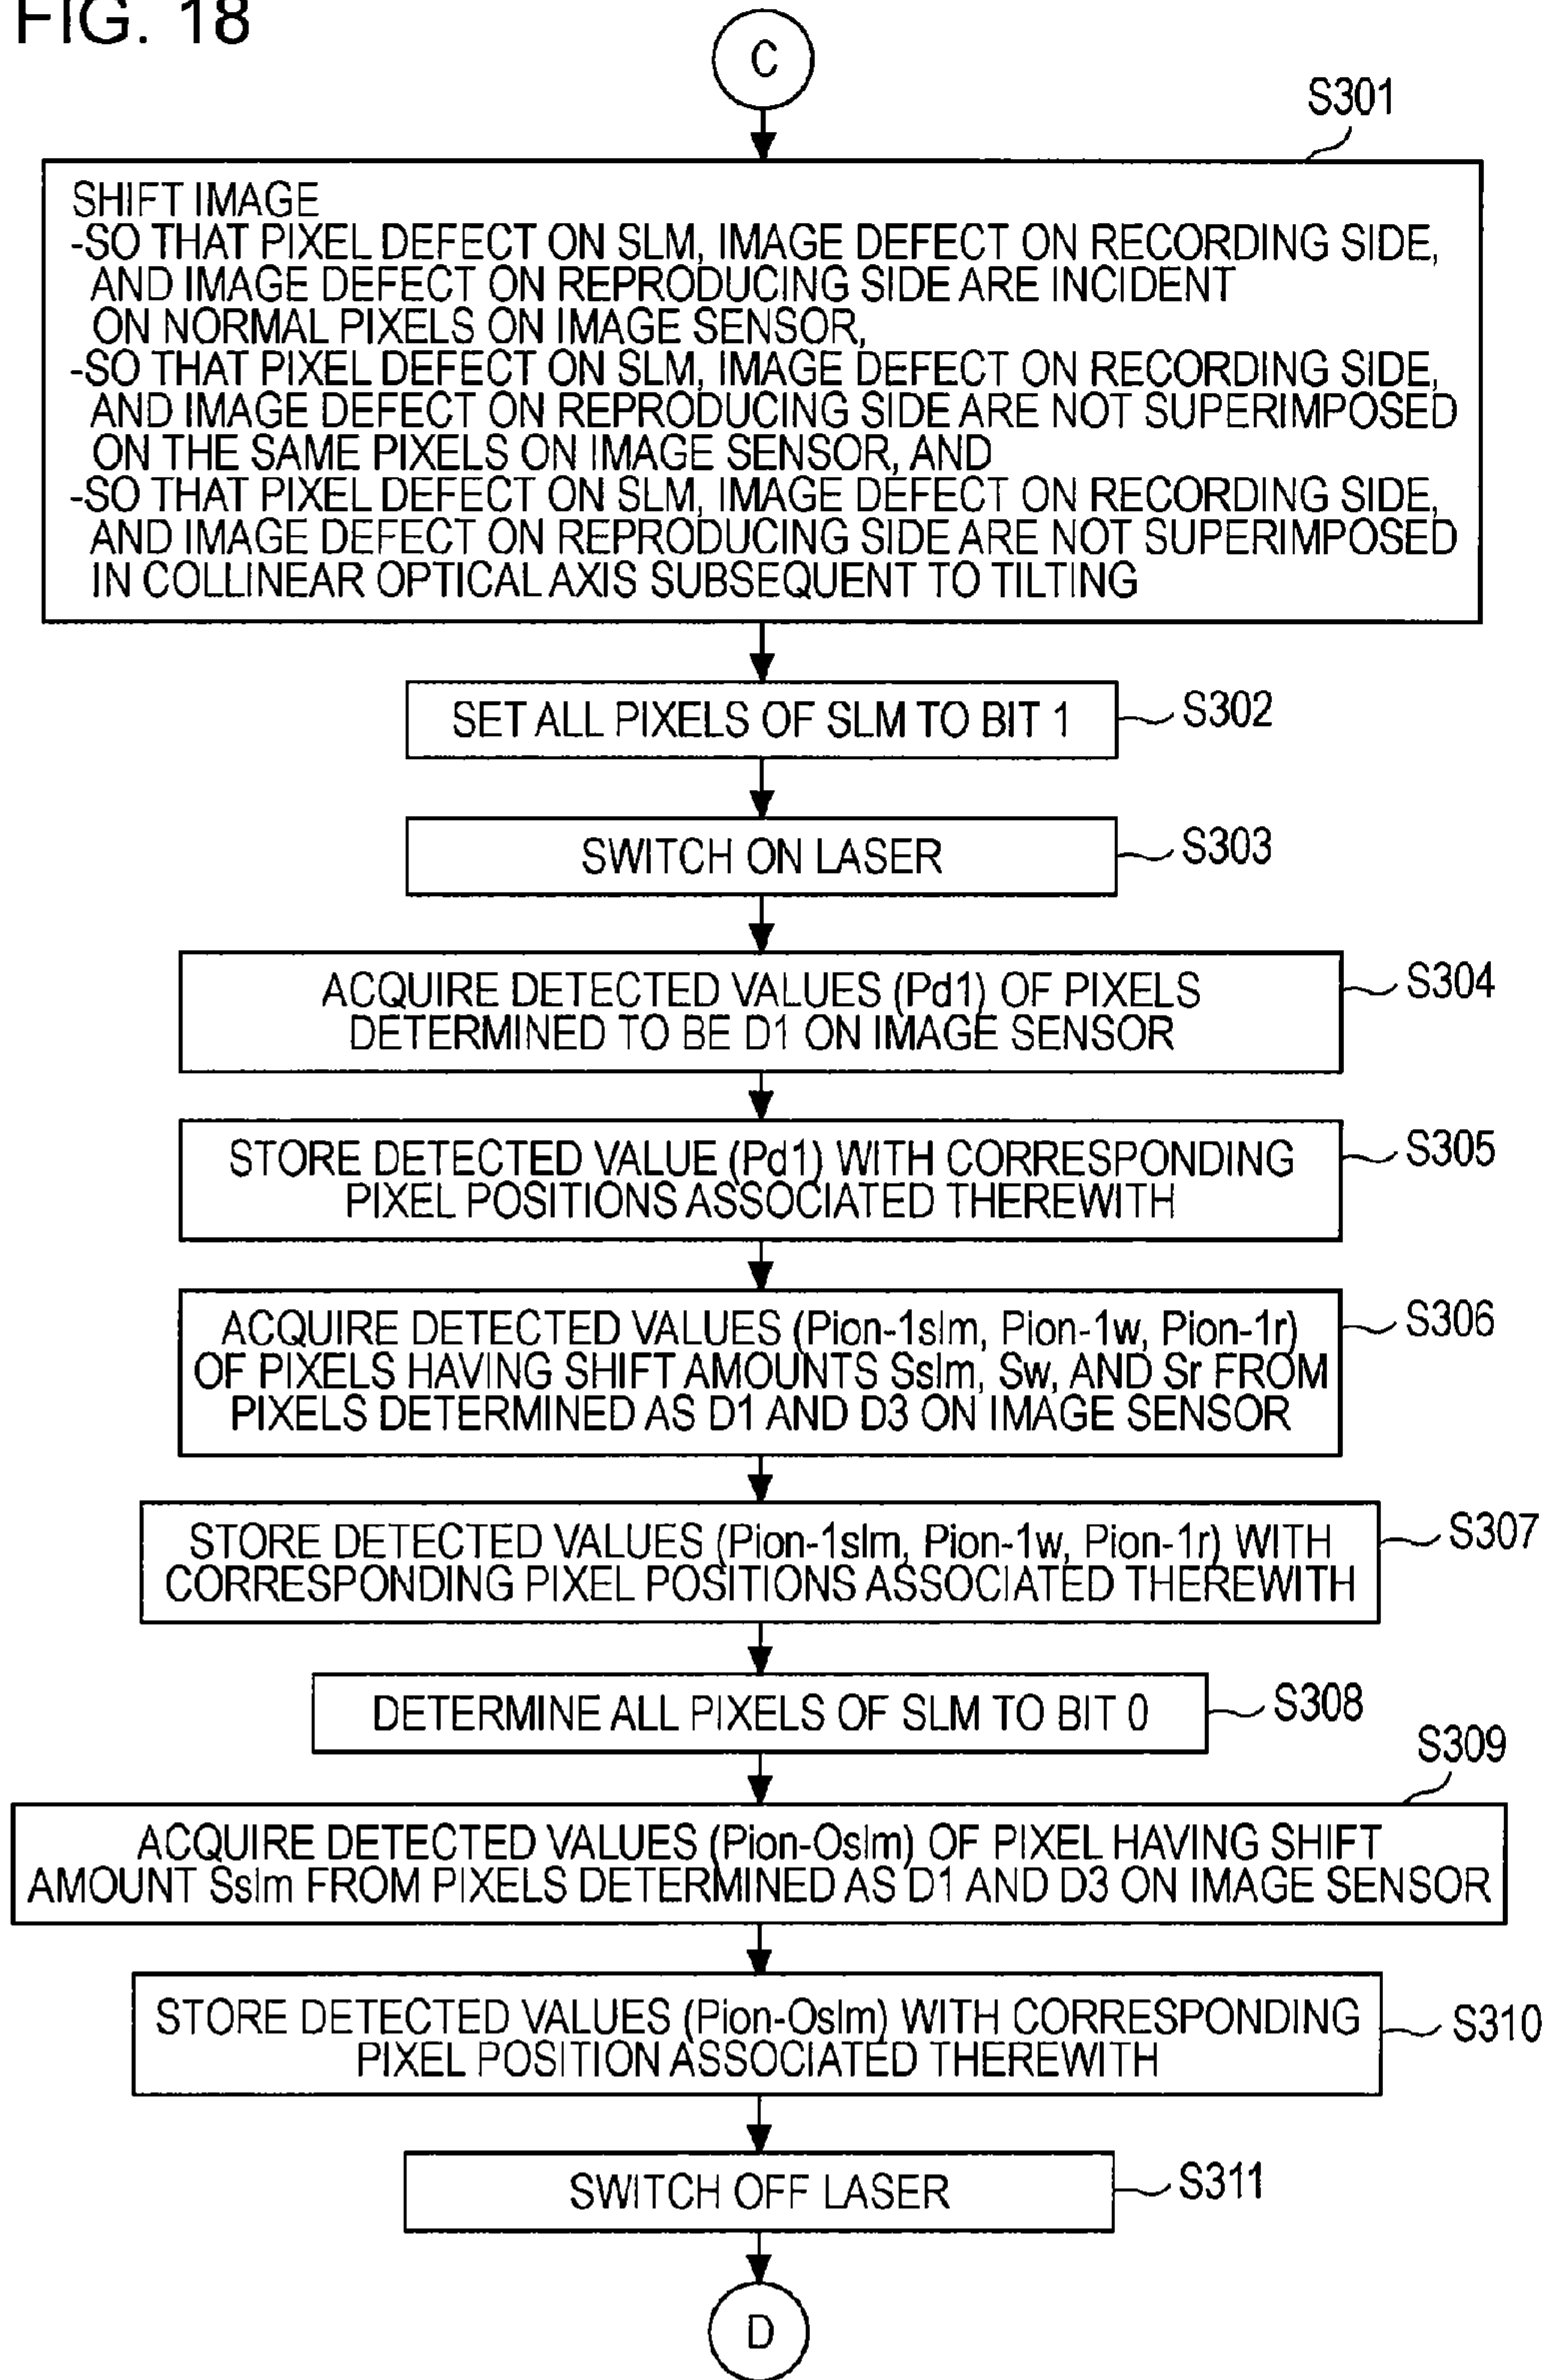 FIG. 18
C
S301
SHIFT IMAGE
-SO THAT PIXEL DEFECT ON SLM, IMAGE DEFECT ON RECORDING SIDE,
AND IMAGE DEFECT ON REPRODUCING SIDE ARE INCIDENT
ON NORMAL PIXELS ON IMAGE SENSOR,
-SO THAT PIXEL DEFECT ON SLM, IMAGE DEFECT ON RECORDING SIDE,
AND IMAGE DEFECT ON REPRODUCING SIDE ARE NOT SUPERIMPOSED
ON THE SAME PIXELS ON IMAGE SENSOR, AND
-SO THAT PIXEL DEFECT ON SLM, IMAGE DEFECT ON RECORDING SIDE,
AND IMAGE DEFECT ON REPRODUCING SIDE ARE NOT SUPERIMPOSED
IN COLLINEAR OPTICAL AXIS SUBSEQUENT TO TILTING
SET ALL PIXELS OF SLM TO BIT 1
S302
SWITCH ON LASER
S303
ACQUIRE DETECTED VALUES (Pd1) OF PIXELS
DETERMINED TO BE D1 ON IMAGE SENSOR
S304
STORE DETECTED VALUE (Pd1) WITH CORRESPONDING
PIXEL POSITIONS ASSOCIATED THEREWITH
S305
ACQUIRE DETECTED VALUES (Pion-1slm, Pion-1w, Pion-1r)
OF PIXELS HAVING SHIFT AMOUNTS Sslm, Sw, AND Sr FROM
PIXELS DETERMINED AS D1 AND D3 ON IMAGE SENSOR
S306
STORE DETECTED VALUES (Pion-1slm, Pion-1w, Pion-1r) WITH
CORRESPONDING PIXEL POSITIONS ASSOCIATED THEREWITH
S307
DETERMINE ALL PIXELS OF SLM TO BIT 0
S308
S309
ACQUIRE DETECTED VALUES (Pion-Oslm) OF PIXEL HAVING SHIFT
AMOUNT Sslm FROM PIXELS DETERMINED AS D1 AND D3 ON IMAGE SENSOR
STORE DETECTED VALUES (Pion-Oslm) WITH CORRESPONDING
PIXEL POSITION ASSOCIATED THEREWITH
S310
SWITCH OFF LASER
S311
D